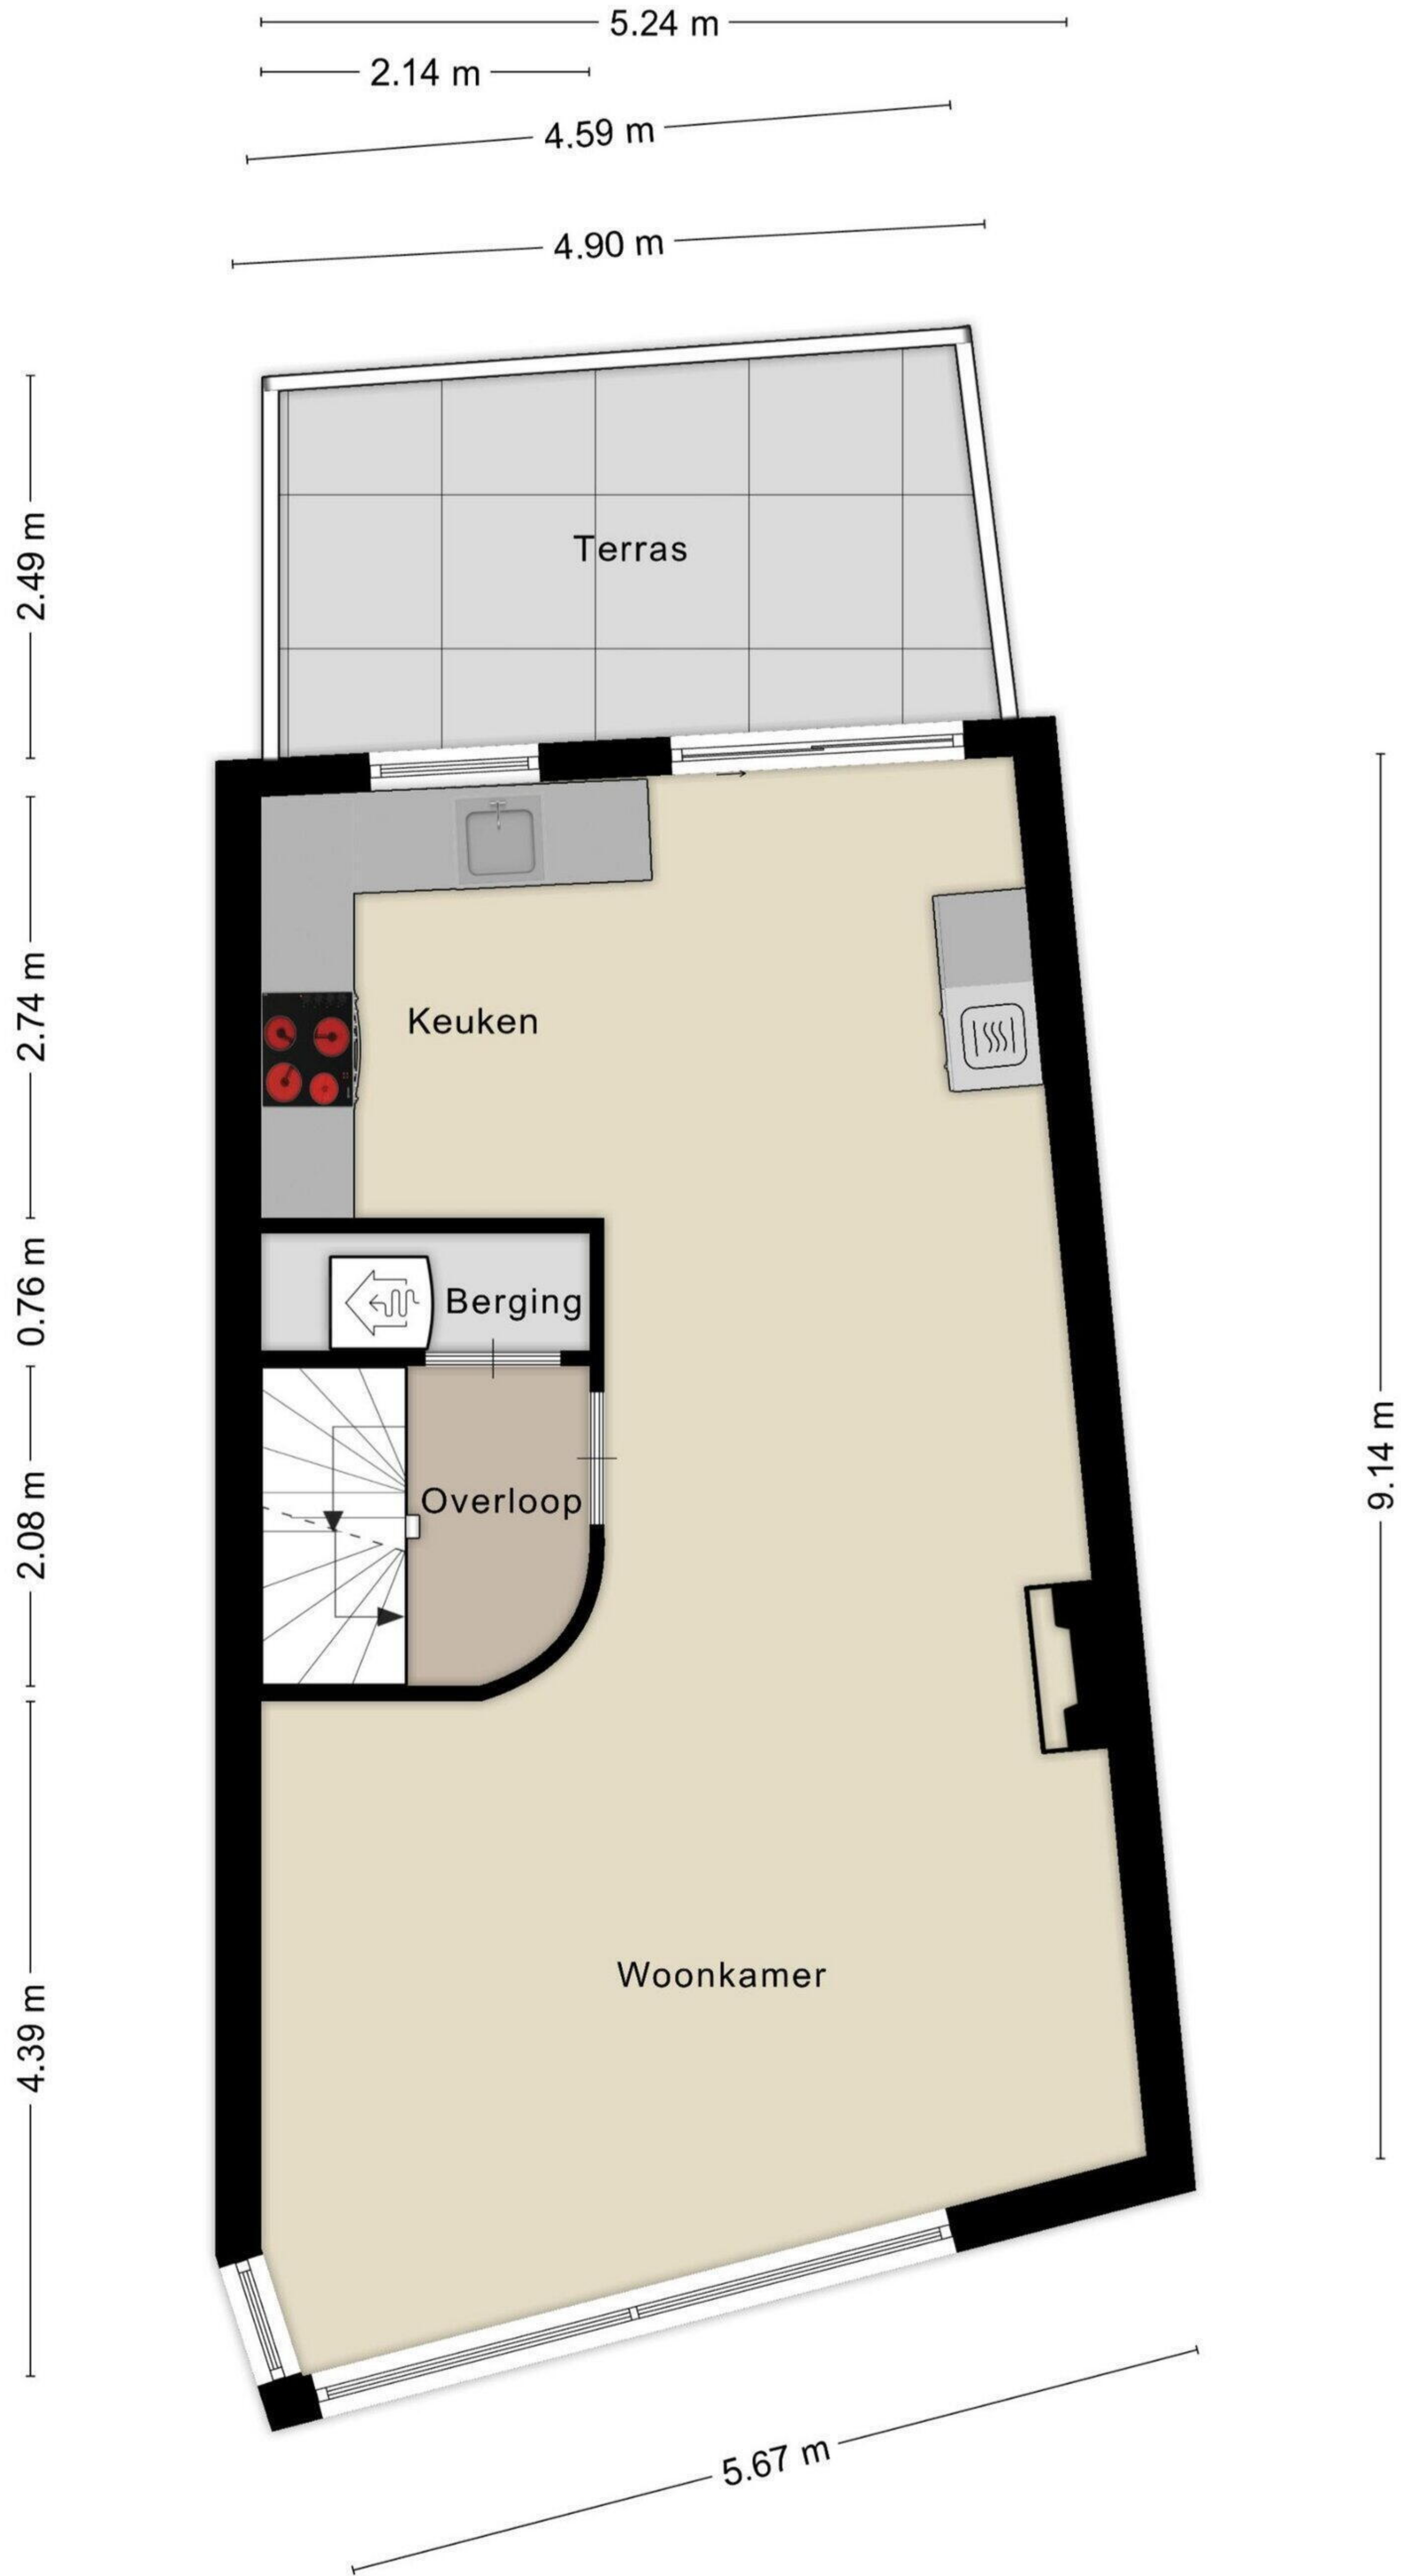 5.24 m
2.14 m
4.59 m
4.90 m
2.49 m
Terras
2.74 m
Keuken
0.76 m
Berging
9.14 m
2.08 m
Overloop
Woonkamer
4.39 m
5.67 m